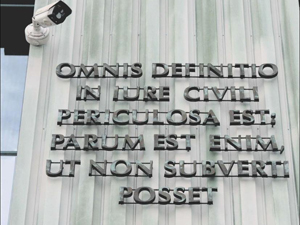 OMNIS DEFINITIO
IN IURE CIVILI
PERICULOSA EST;
PARUM EST ENIM,
UT NON SUBVERTI
POSSET